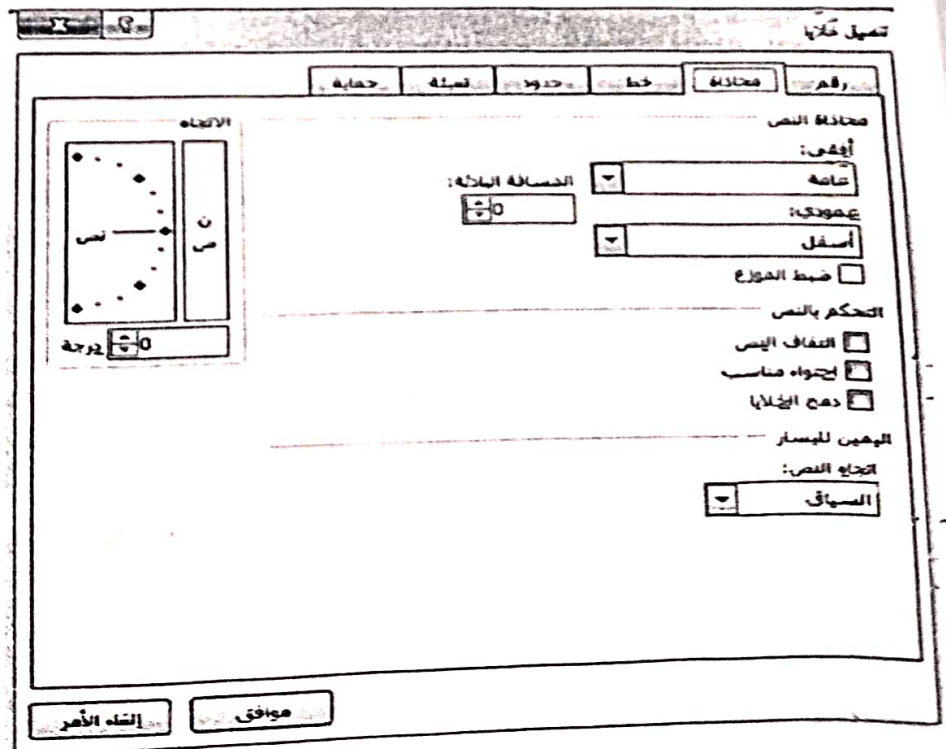 تنسيق خلايا
رقم محاذاة خط حدود تعبئة حماية
محاذاة النص
أفقي:
عامة
المسافة البادئة:
0
عمودي:
أسفل
ضبط الموزع
التحكم بالنص
التفاف النص
احتواء مناسب
دمج الخلايا
اليمين لليسار
اتجاه النص:
السياق
الاتجاه
ن
ص
نص
0 درجة
موافق
إلغاء الأمر